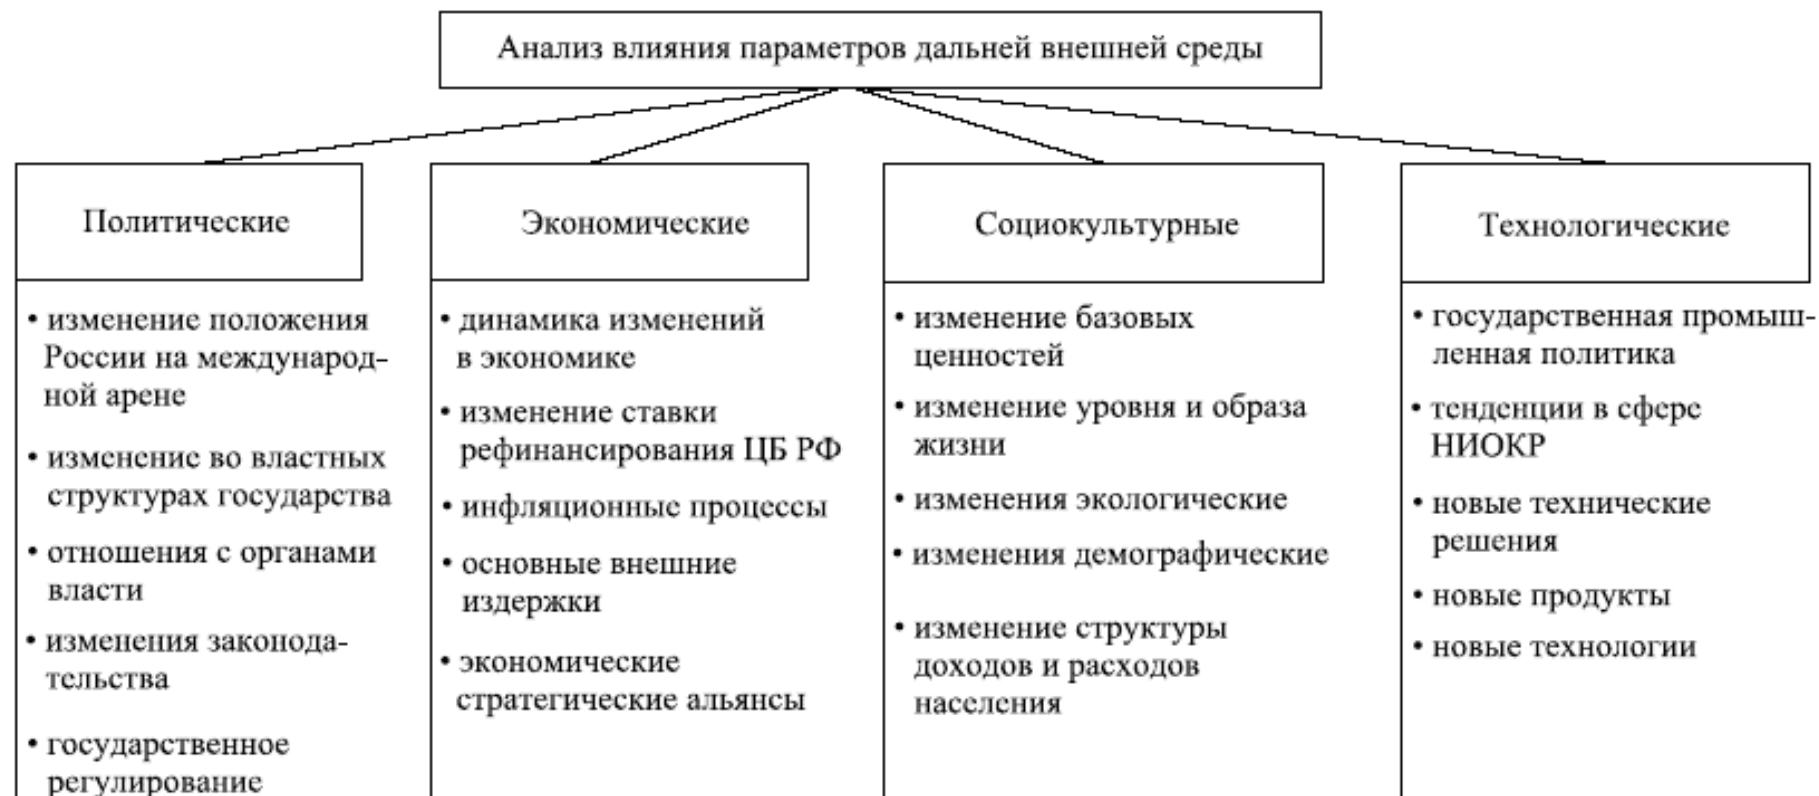 Анализ влияния параметров дальней внешней среды
Политические
• изменение положения
России на международ-
ной арене
• изменение во властных
структурах государства
• отношения с органами
власти
• изменения законода-
тельства
• государственное
регулирование
Экономические
• динамика изменений
в экономике
• изменение ставки
рефинансирования ЦБ РФ
• инфляционные процессы
• основные внешние
издержки
• экономические
стратегические альянсы
Социокультурные
• изменение базовых
ценностей
• изменение уровня и образа
жизни
• изменения экологические
• изменения демографические
• изменение структуры
доходов и расходов
населения
Технологические
• государственная промыш-
ленная политика
• тенденции в сфере
НИОКР
• новые технические
решения
• новые продукты
• новые технологии